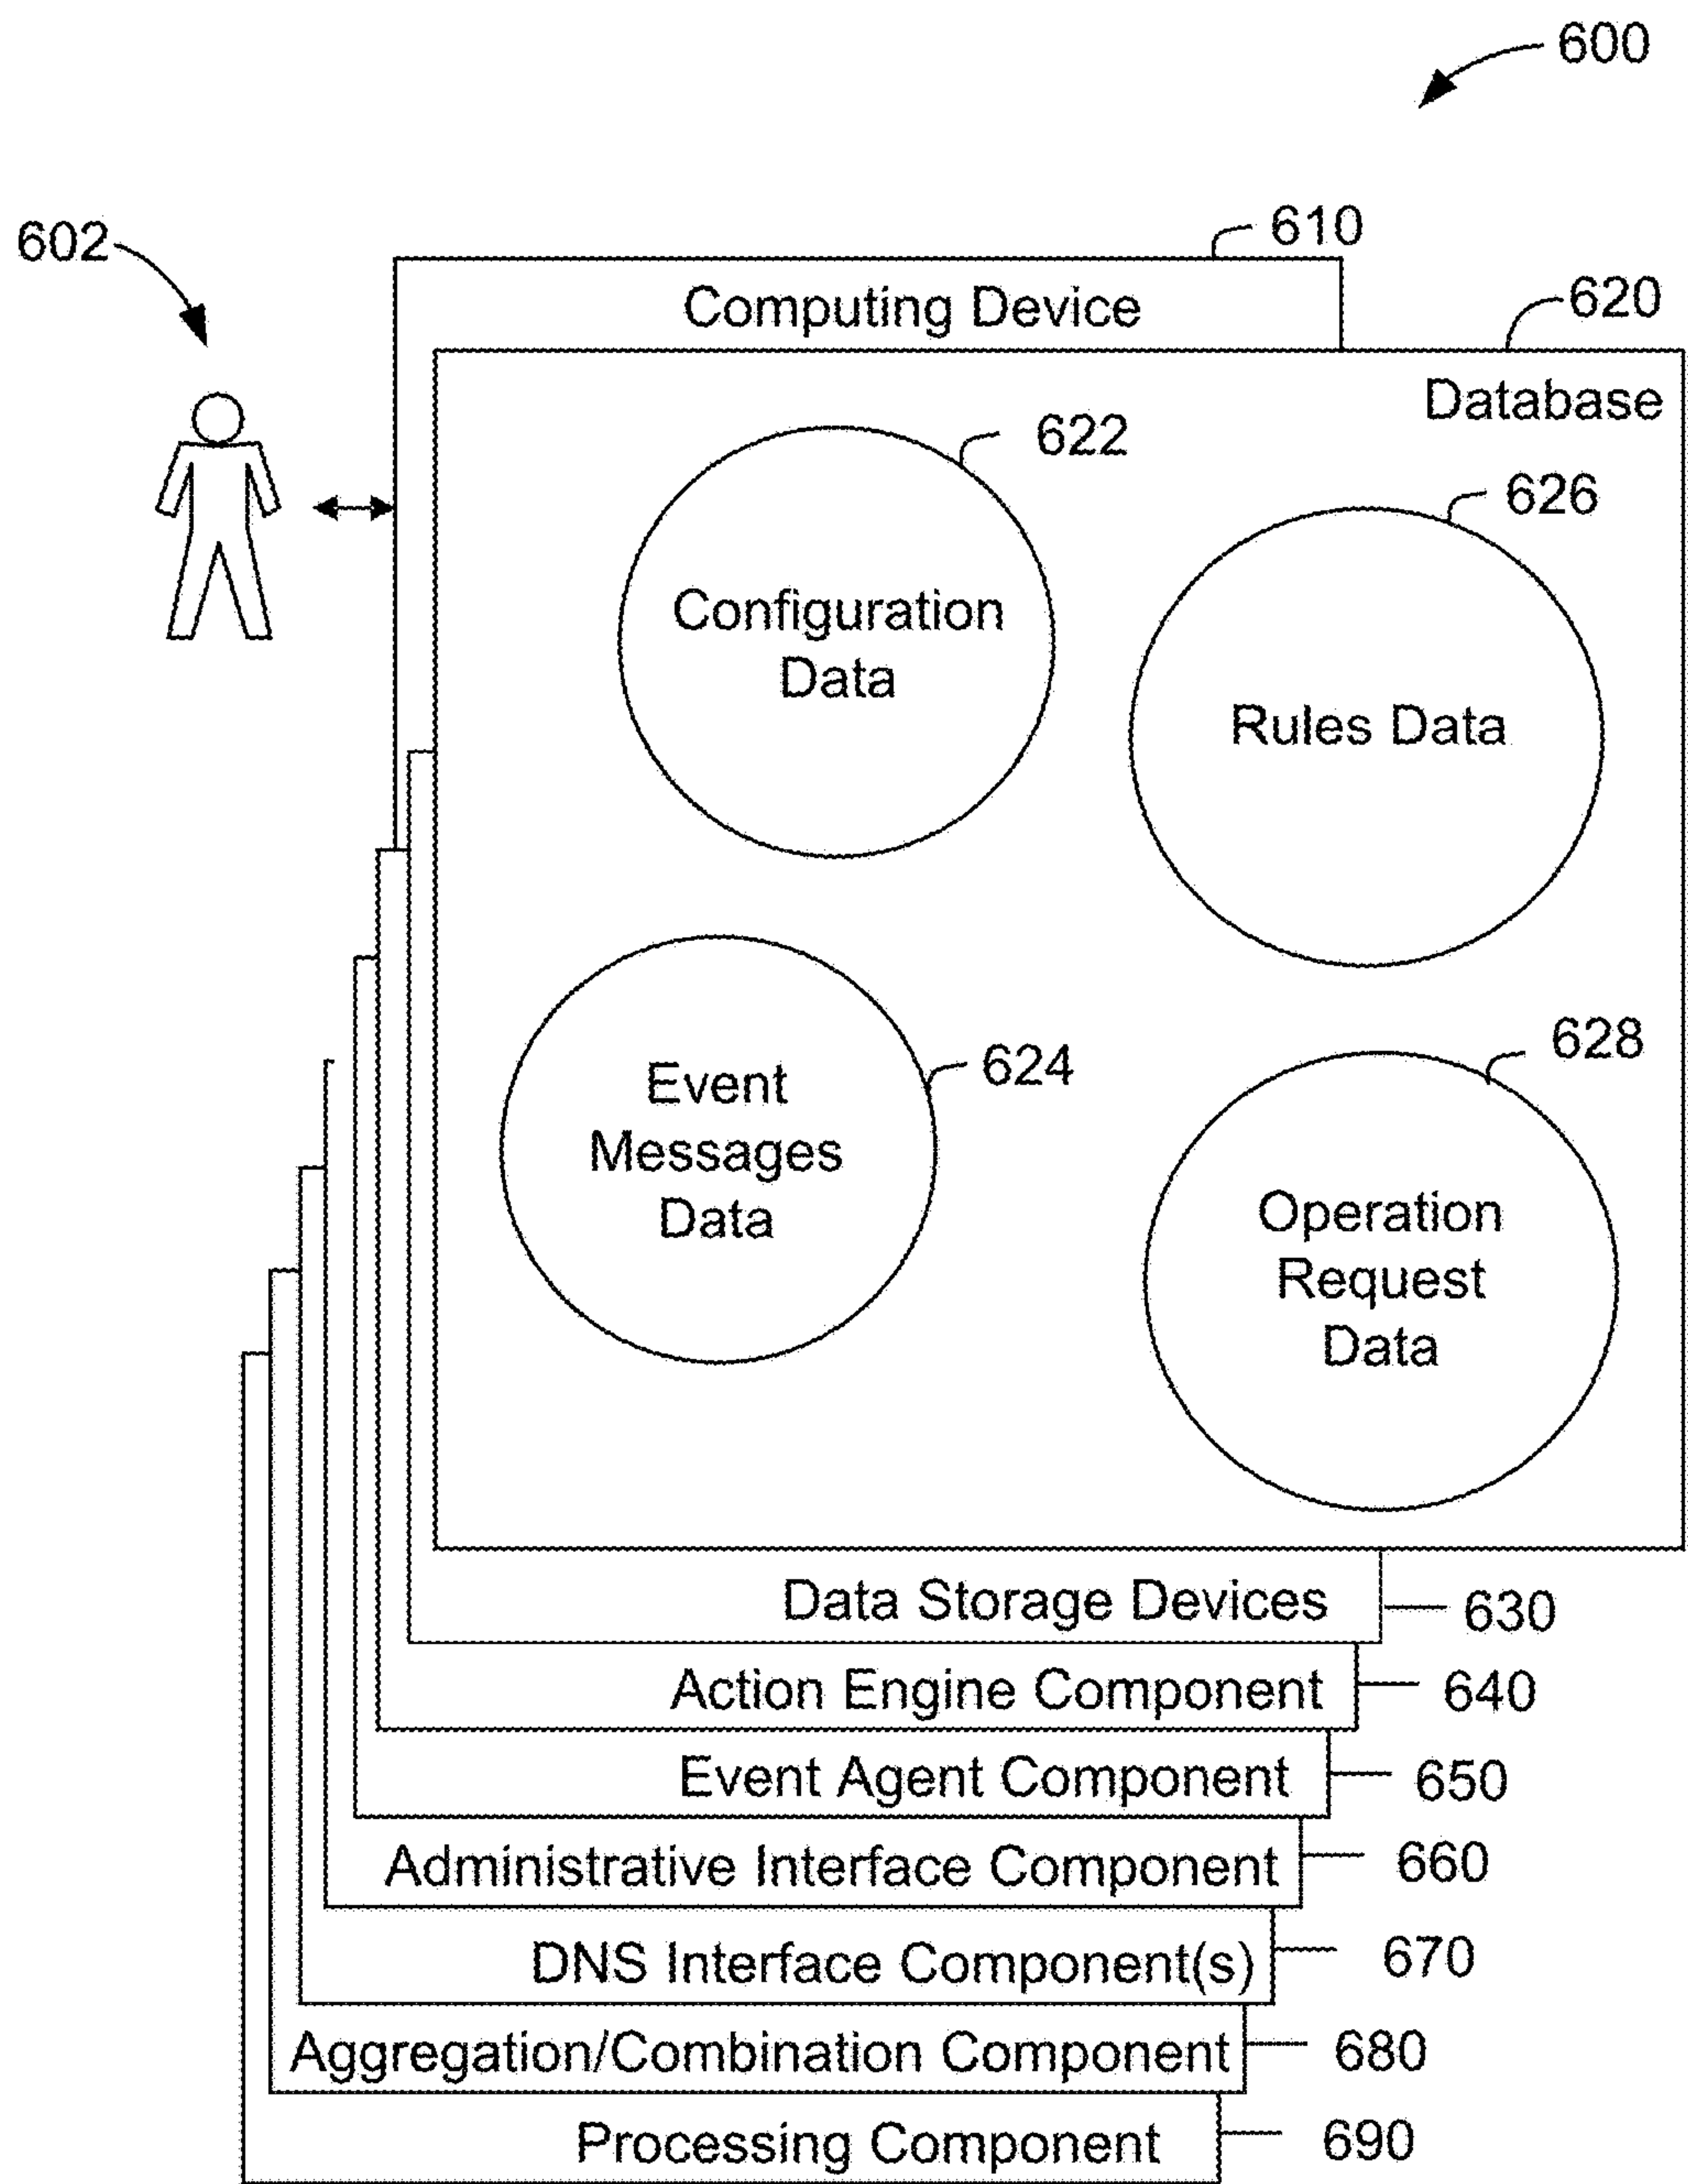 600
602
610
Computing Device
620
Database
622
Configuration
Data
626
Rules Data
624
Event
Messages
Data
628
Operation
Request
Data
Data Storage Devices
630
Action Engine Component
640
Event Agent Component
650
Administrative Interface Component
660
DNS Interface Component(s)
670
Aggregation/Combination Component
680
Processing Component
690